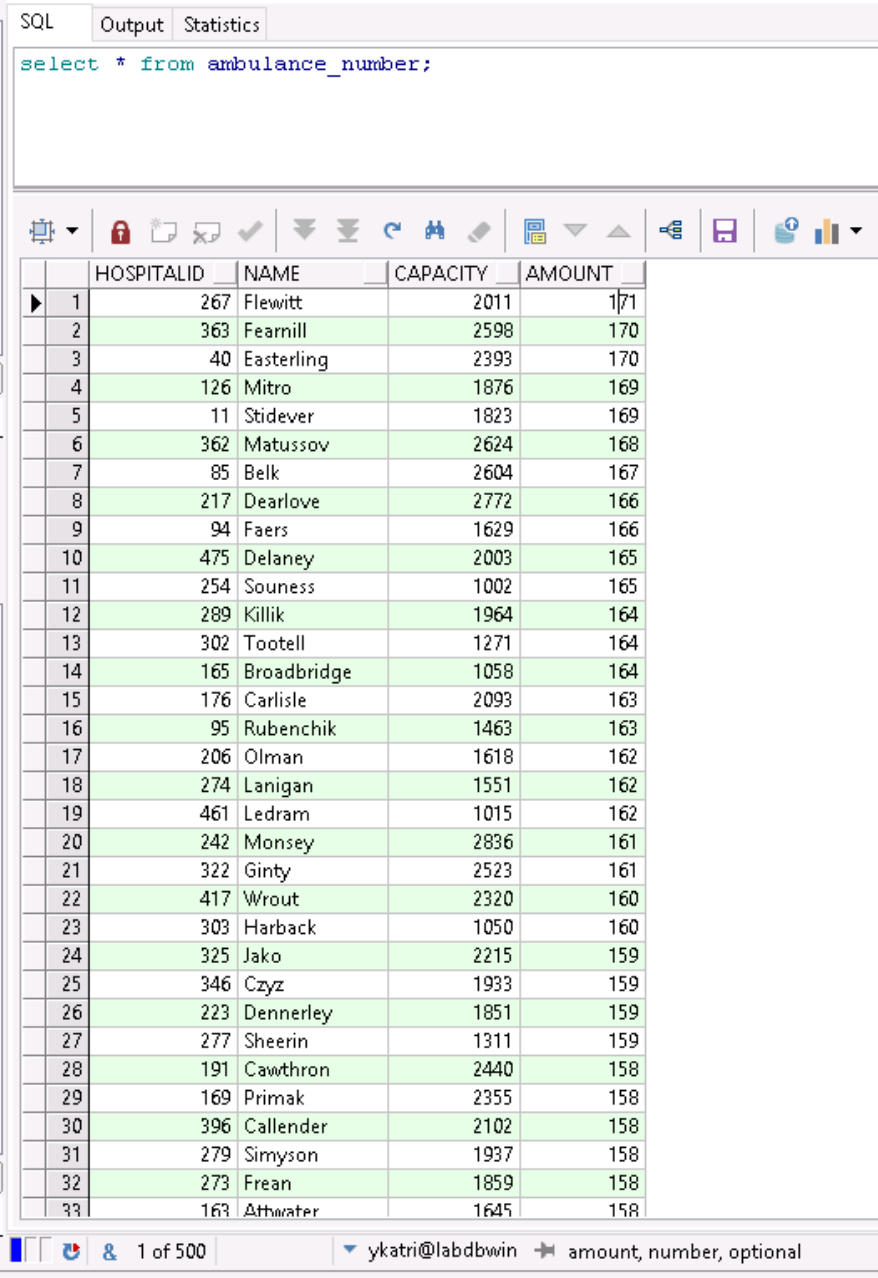 SQL Output Statistics
select * from ambulance_number;
HOSPITALID NAME CAPACITY AMOUNT
1 267 Flewitt 2011 171
2 363 Fearnill 2598 170
3 40 Easterling 2393 170
4 126 Mitro 1876 169
5 11 Stidever 1823 169
6 362 Matussov 2624 168
7 85 Belk 2604 167
8 217 Dearlove 2772 166
9 94 Faers 1629 166
10 475 Delaney 2003 165
11 254 Souness 1002 165
12 289 Killik 1964 164
13 302 Tootell 1271 164
14 165 Broadbridge 1058 164
15 176 Carlisle 2093 163
16 95 Rubenchik 1463 163
17 206 Olman 1618 162
18 274 Lanigan 1551 162
19 461 Ledram 1015 162
20 242 Monsey 2836 161
21 322 Ginty 2523 161
22 417 Wrout 2320 160
23 303 Harback 1050 160
24 325 Jako 2215 159
25 346 Czyz 1933 159
26 223 Dennerley 1851 159
27 277 Sheerin 1311 159
28 191 Cawthron 2440 158
29 169 Primak 2355 158
30 396 Callender 2102 158
31 279 Simyson 1937 158
32 273 Frean 1859 158
33 163 Attwater 1645 158
& 1 of 500 ykatri@labdbwin amount, number, optional